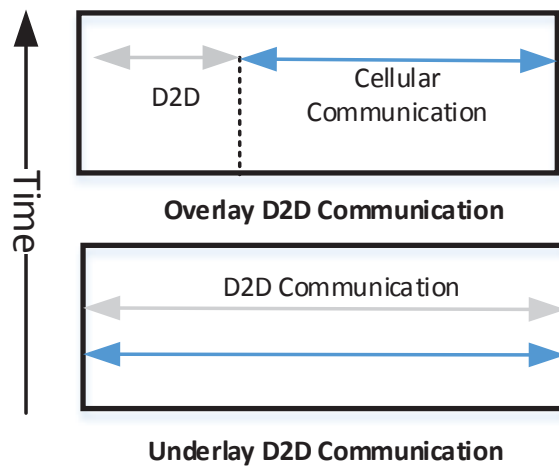 D2D
Cellular
Communication
Overlay D2D Communication
Time
D2D Communication
Underlay D2D Communication